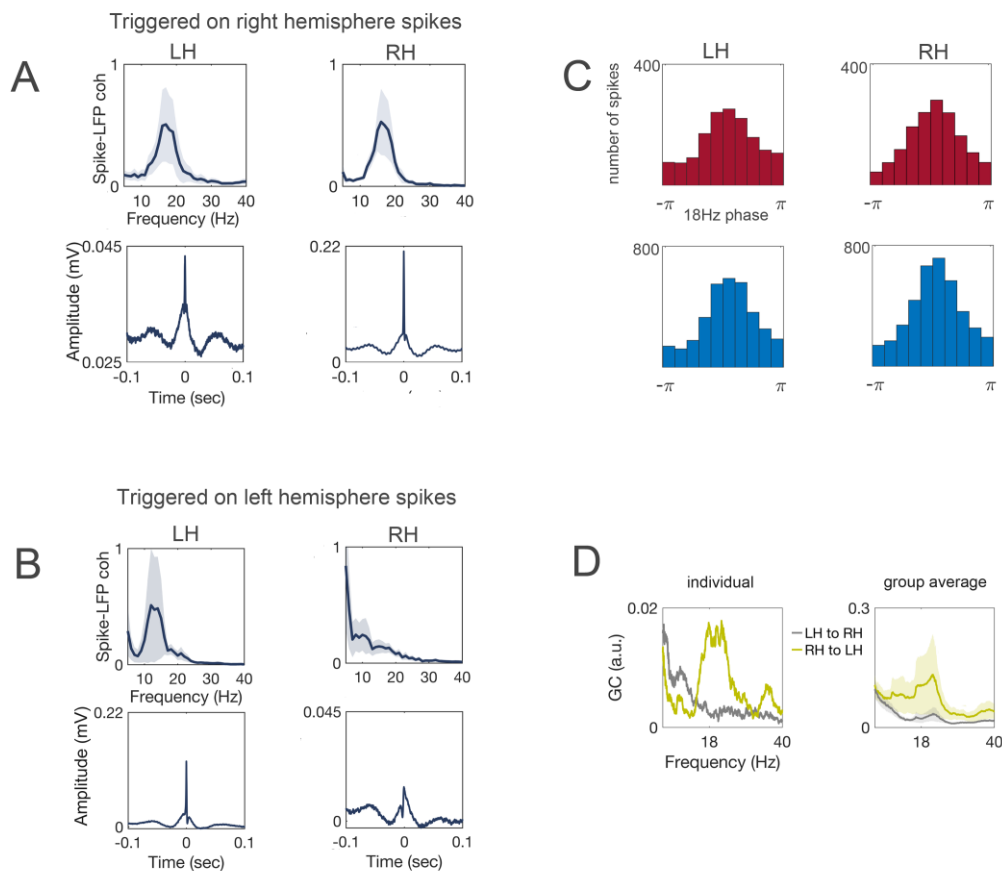 Triggered on right hemisphere spikes
A
LH
RH
Spike-LFP coh
1
0
10 20 30 40
Frequency (Hz)
1
0
10 20 30 40
Amplitude (mV)
0.045
0.025
-0.1 0 0.1
Time (sec)
0.22
0
-0.1 0 0.1
Triggered on left hemisphere spikes
B
LH
RH
Spike-LFP coh
1
0
10 20 30 40
Frequency (Hz)
1
0
10 20 30 40
Amplitude (mV)
0.22
0
-0.1 0 0.1
Time (sec)
0.045
0
-0.1 0 0.1
Time (sec)
C
LH
RH
number of spikes
400
-π π
18Hz phase
400
-π π
800
-π π
800
-π π
D
individual
group average
GC (a.u.)
0.02
0
18 40
Frequency (Hz)
LH to RH
RH to LH
0.3
0
18 40